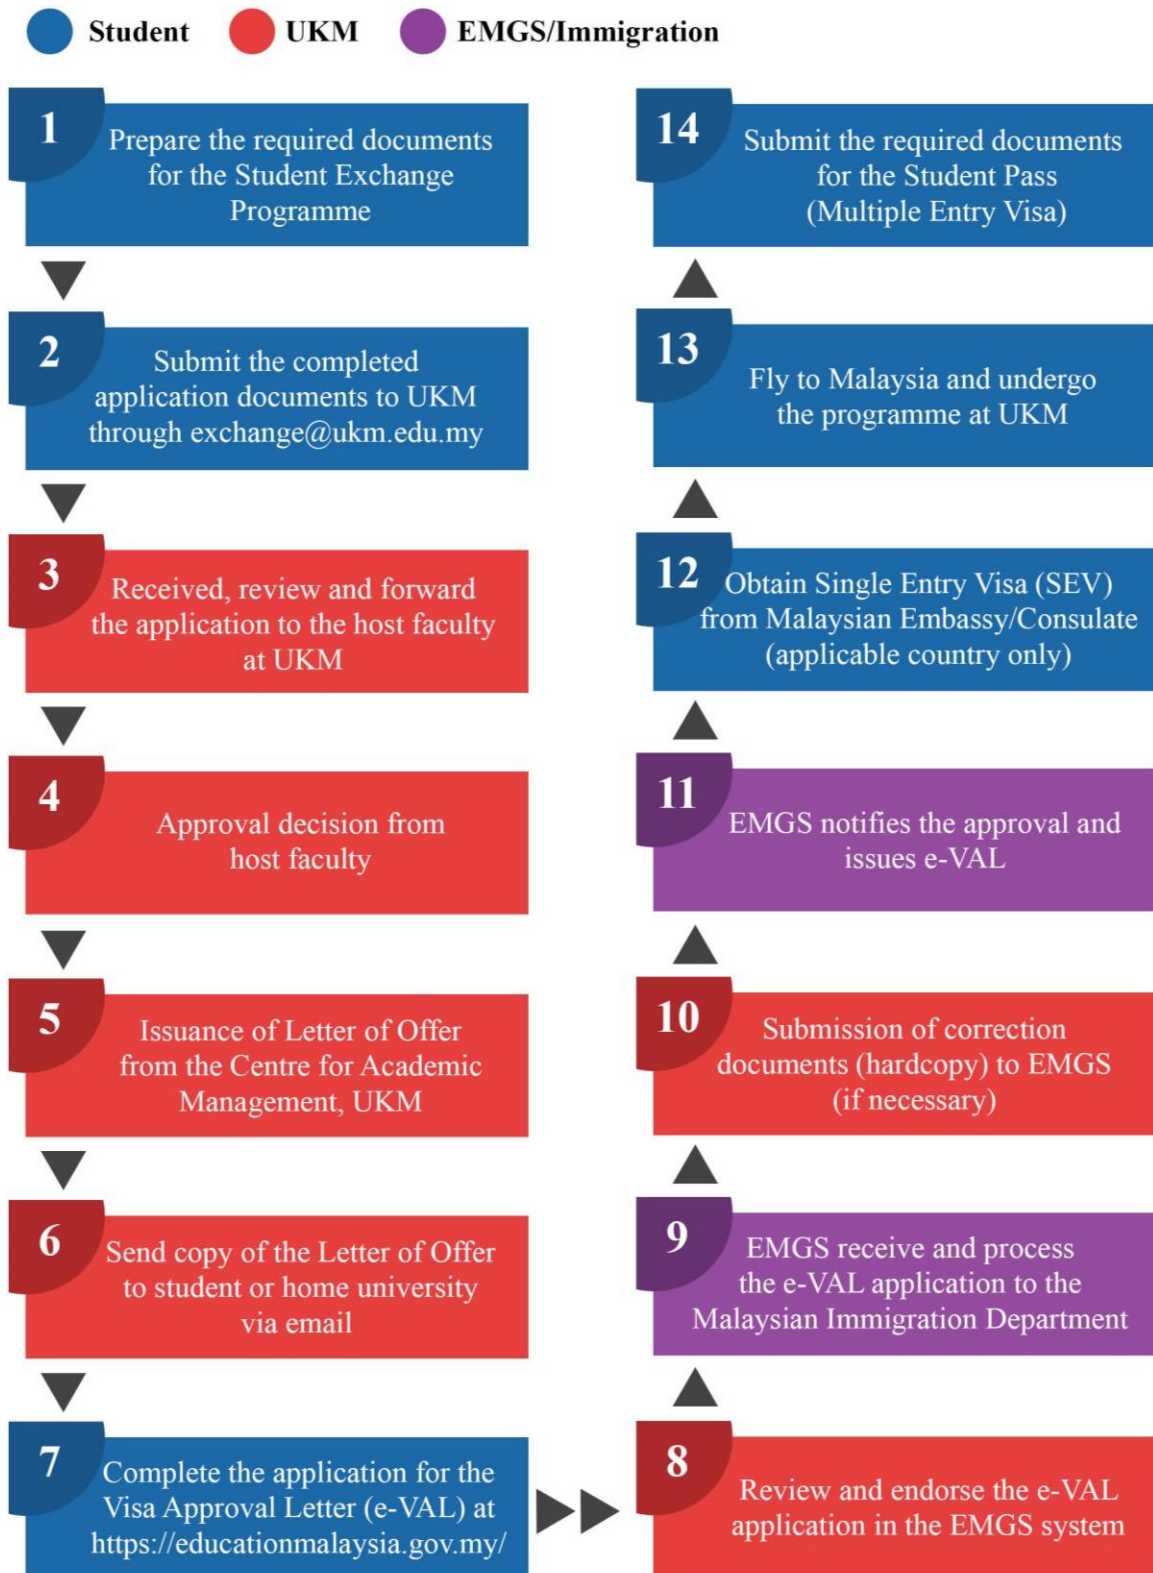 Student UKM EMGS/Immigration
1
Prepare the required documents
for the Student Exchange
Programme
2
Submit the completed
application documents to UKM
through exchange@ukm.edu.my
3
Received, review and forward
the application to the host faculty
at UKM
4
Approval decision from
host faculty
5
Issuance of Letter of Offer
from the Centre for Academic
Management, UKM
6
Send copy of the Letter of Offer
to student or home university
via email
7
Complete the application for the
Visa Approval Letter (e-VAL) at
https://educationmalaysia.gov.my/
8
Review and endorse the e-VAL
application in the EMGS system
9
EMGS receive and process
the e-VAL application to the
Malaysian Immigration Department
10
Submission of correction
documents (hardcopy) to EMGS
(if necessary)
11
EMGS notifies the approval and
issues e-VAL
12
Obtain Single Entry Visa (SEV)
from Malaysian Embassy/Consulate
(applicable country only)
13
Fly to Malaysia and undergo
the programme at UKM
14
Submit the required documents
for the Student Pass
(Multiple Entry Visa)